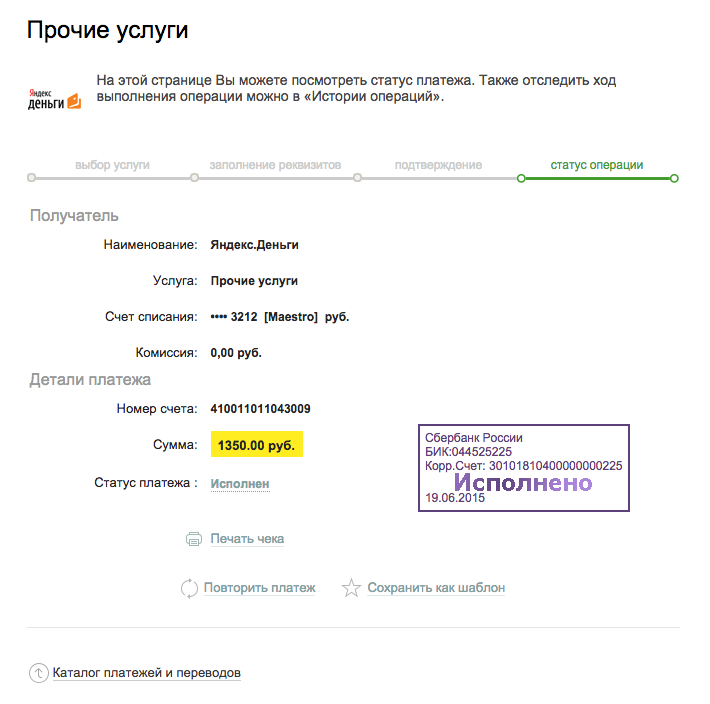 Прочие услуги
Яндекс
деньги
На этой странице Вы можете посмотреть статус платежа. Также отследить ход
выполнения операции можно в «Истории операций».
выбор услуги
заполнение реквизитов
подтверждение
статус операции
Получатель
Наименование: Яндекс.Деньги
Услуга: Прочие услуги
Счет списания: •••• 3212 [Maestro] руб.
Комиссия: 0,00 руб.
Детали платежа
Номер счета: 410011011043009
Сумма: 1350.00 руб.
Статус платежа : Исполнен
Сбербанк России
БИК:044525225
Корр.Счет: 30101810400000000225
Исполнено
19.06.2015
Печать чека
Повторить платеж
Сохранить как шаблон
Каталог платежей и переводов